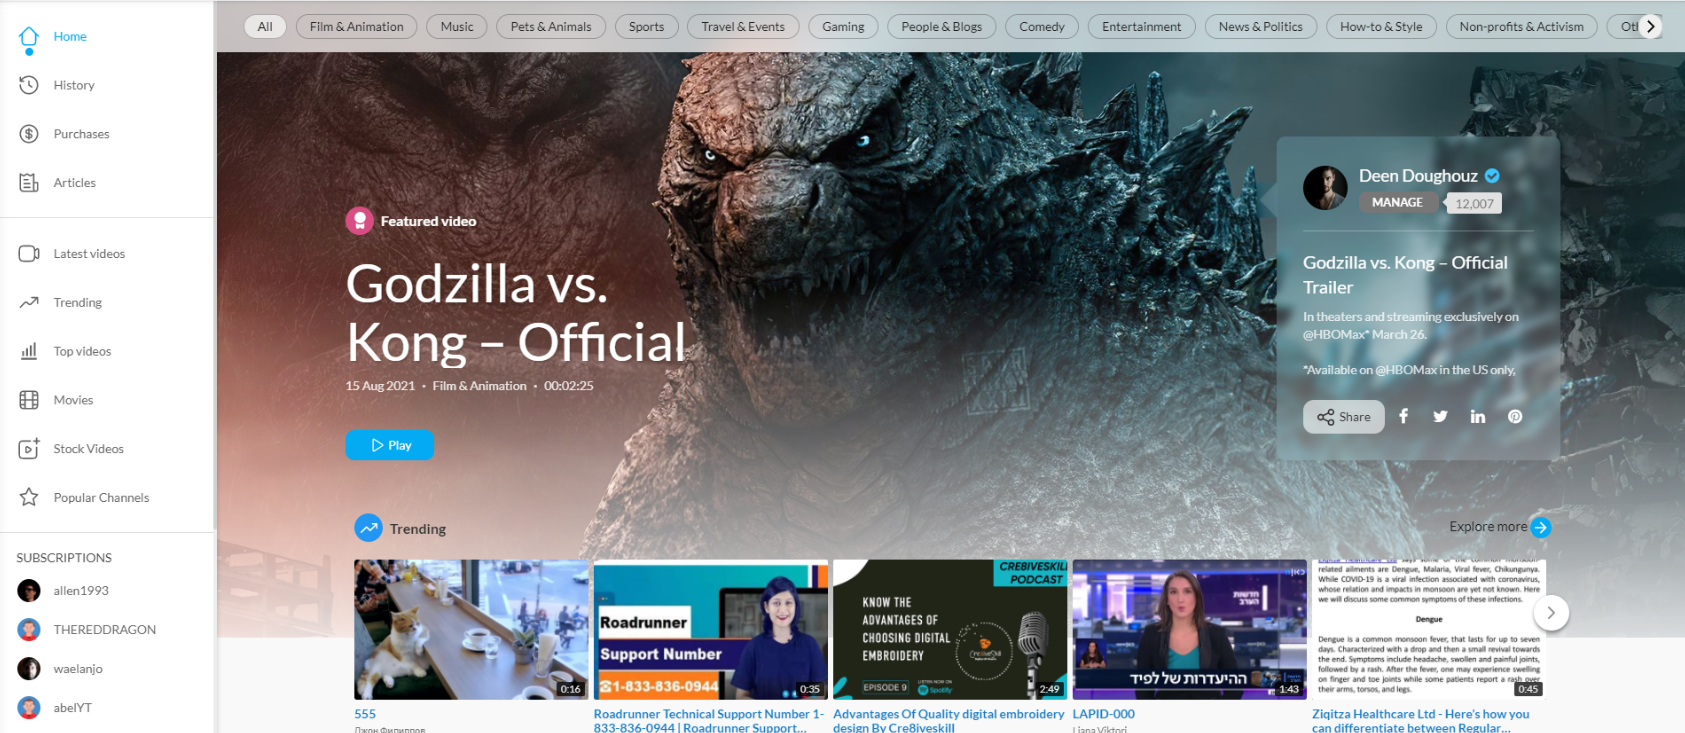 Home
History
Purchases
Articles
Latest videos
Trending
Top videos
Movies
Stock Videos
Popular Channels
SUBSCRIPTIONS
allen1993
THEREDDRAGON
waelanjo
abelYT
All
Film & Animation
Music
Pets & Animals
Sports
Travel & Events
Gaming
People & Blogs
Comedy
Entertainment
News & Politics
How-to & Style
Non-profits & Activism
Featured video
Godzilla vs.
Kong – Official
15 Aug 2021 • Film & Animation • 00:02:25
Play
Deen Doughouz
MANAGE 12,007
Godzilla vs. Kong – Official
Trailer
In theaters and streaming exclusively on
@HBOMax* March 26.
*Available on @HBOMax in the US only,
Share
Trending
Explore more
0:16
555
Джон Филиппов
Roadrunner
Support Number
1-833-836-0944
0:35
Roadrunner Technical Support Number 1-
833-836-0944 | Roadrunner Support...
CRE8IVESKILL
PODCAST
KNOW THE
ADVANTAGES OF
CHOOSING DIGITAL
EMBROIDERY
Cre8iveSkill
EPISODE 9
LISTEN NOW ON
Spotify
2:49
Advantages Of Quality digital embroidery
design By Cre8iveskill
חדשות
הערב
ההיעדרות של לפיד
1:43
LAPID-000
Liana Viktori
related ailments are Dengue, Malaria, Viral fever, Chikungunya.
While COVID-19 is a viral infection associated with coronavirus,
whose relation and impacts in monsoon are yet not known. Here
we will discuss some common symptoms of these infections.
Dengue
Dengue is a common monsoon fever, that lasts for up to seven
days. Characterized with a drop and then a small revival towards
the end. Symptoms include headache, swollen and painful joints,
followed by a rash. After the fever, one may experience swelling
on finger and toe joints while some patients report a rash over
their arms, torsos, and legs.
0:45
Ziqitza Healthcare Ltd - Here's how you
can differentiate between Regular...